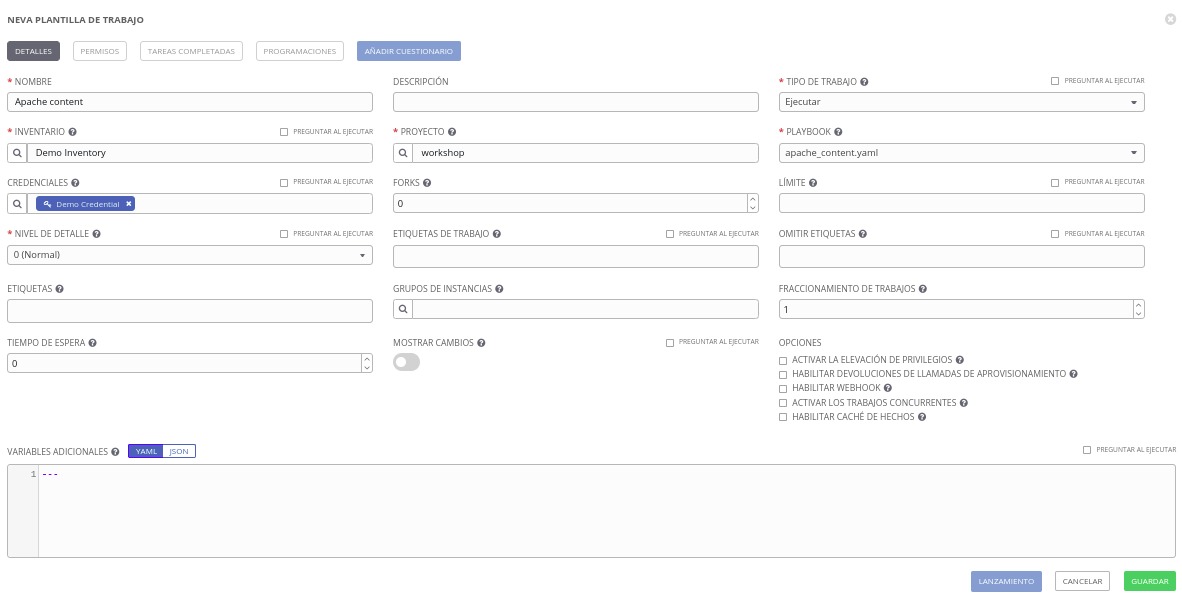 NEVA PLANTILLA DE TRABAJO
DETALLES PERMISOS TAREAS COMPLETADAS PROGRAMACIONES AÑADIR CUESTIONARIO
* NOMBRE DESCRIPCIÓN * TIPO DE TRABAJO PREGUNTAR AL EJECUTAR
Apache content Ejecutar
* INVENTARIO PREGUNTAR AL EJECUTAR * PROYECTO * PLAYBOOK
Demo Inventory workshop apache_content.yaml
CREDENCIALES PREGUNTAR AL EJECUTAR FORKS LÍMITE PREGUNTAR AL EJECUTAR
Demo Credential 0
* NIVEL DE DETALLE PREGUNTAR AL EJECUTAR ETIQUETAS DE TRABAJO PREGUNTAR AL EJECUTAR OMITIR ETIQUETAS PREGUNTAR AL EJECUTAR
0 (Normal)
ETIQUETAS GRUPOS DE INSTANCIAS FRACCIONAMIENTO DE TRABAJOS
1
TIEMPO DE ESPERA MOSTRAR CAMBIOS PREGUNTAR AL EJECUTAR OPCIONES
0
ACTIVAR LA ELEVACIÓN DE PRIVILEGIOS
HABILITAR DEVOLUCIONES DE LLAMADAS DE APROVISIONAMIENTO
HABILITAR WEBHOOK
ACTIVAR LOS TRABAJOS CONCURRENTES
HABILITAR CACHÉ DE HECHOS
VARIABLES ADICIONALES YAML JSON PREGUNTAR AL EJECUTAR
1 ---
LANZAMIENTO CANCELAR GUARDAR